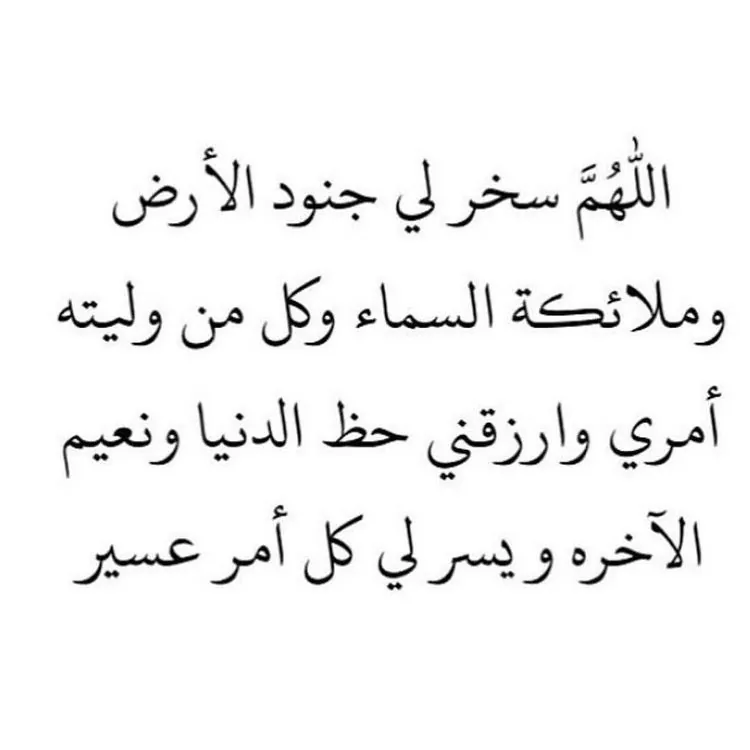 اللّٰهُمَّ سخر لي جنود الأرض
وملائكة السماء وكل من وليته
أمري وارزقني حظ الدنيا ونعيم
الآخره و يسر لي كل أمر عسير